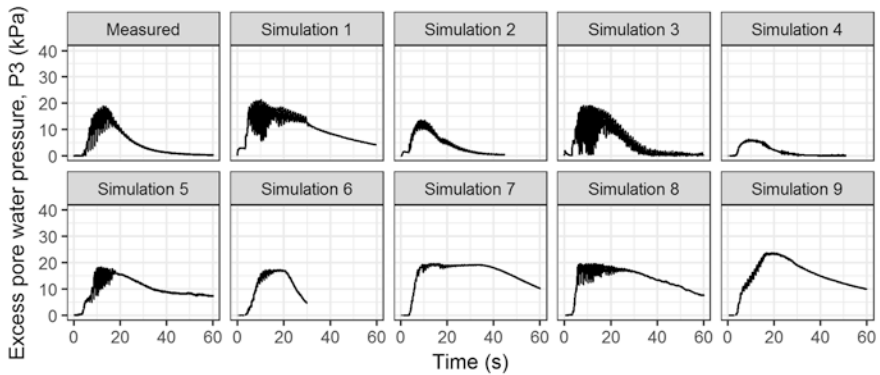 Excess pore water pressure, P3 (kPa)
Measured Simulation 1 Simulation 2 Simulation 3 Simulation 4
40
30
20
10
0
Simulation 5 Simulation 6 Simulation 7 Simulation 8 Simulation 9
40
30
20
10
0
0 20 40 60 0 20 40 60 0 20 40 60 0 20 40 60 0 20 40 60
Time (s)